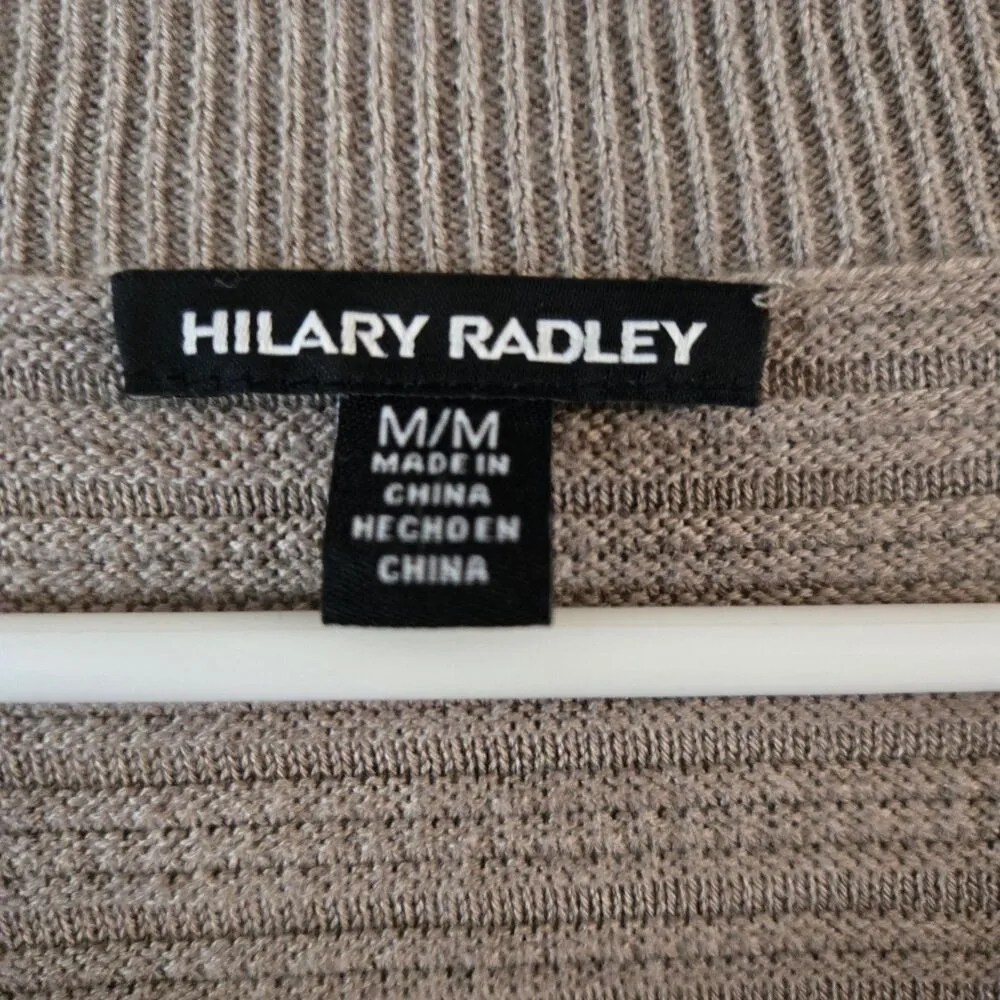 HILARY RADLEY
M/M
MADE IN
CHINA
HECHO EN
CHINA